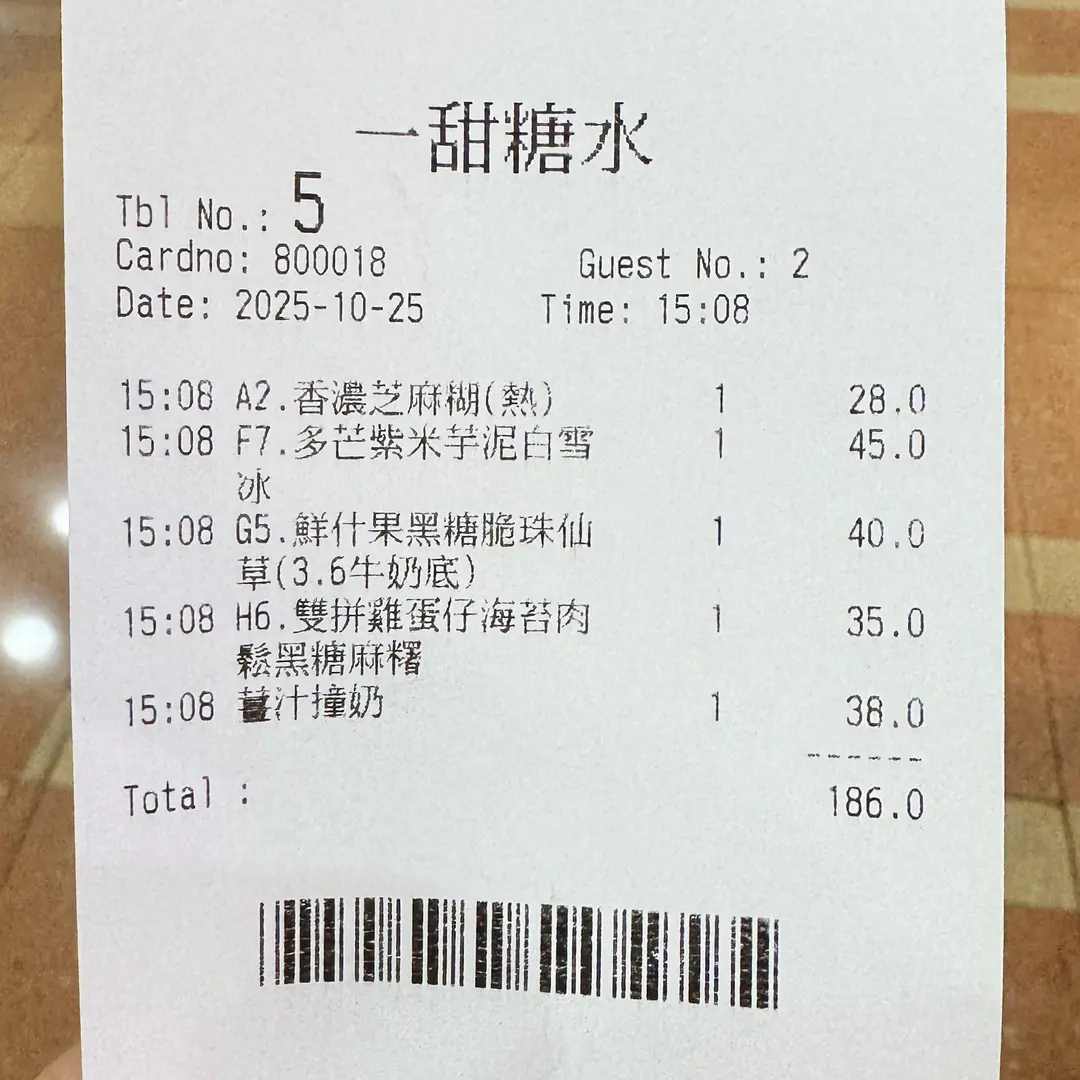 一甜糖水
Tbl No.: 5
Cardno: 800018 Guest No.: 2
Date: 2025-10-25 Time: 15:08
15:08 A2.香濃芝麻糊(熱) 1 28.0
15:08 F7.多芒紫米芋泥白雪 1 45.0
冰
15:08 G5.鮮什果黑糖脆珠仙 1 40.0
草(3.6牛奶底)
15:08 H6.雙拼雞蛋仔海苔肉 1 35.0
鬆黑糖麻糬
15:08 薑汁撞奶 1 38.0
------
Total : 186.0